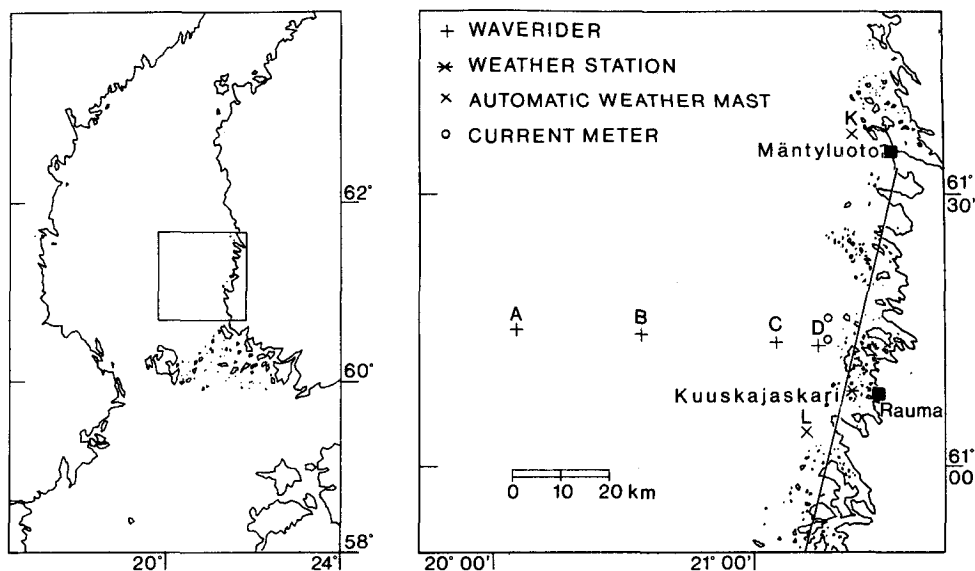 WAVERIDER
WEATHER STATION
AUTOMATIC WEATHER MAST
CURRENT METER
K
Mäntyluoto
62°
61°
30'
A
B
C
D
60°
Kuuskajaskari
Rauma
L
61°
00
0 10 20 km
58°
20°
24°
20° 00'
21° 00'